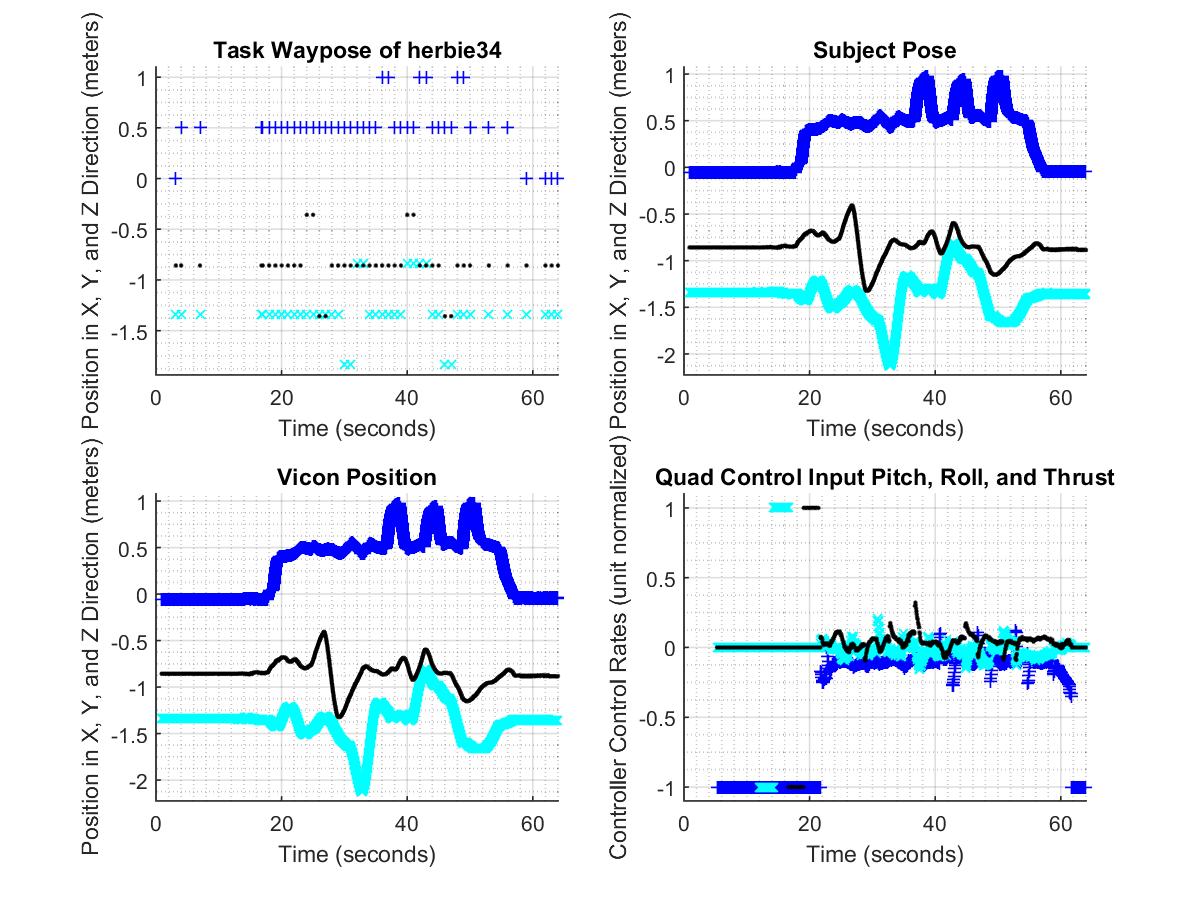 Task Waypose of herbie34
Position in X, Y, and Z Direction (meters)
1
0.5
0
-0.5
-1
-1.5
0 20 40 60
Time (seconds)
Subject Pose
Position in X, Y, and Z Direction (meters)
1
0.5
0
-0.5
-1
-1.5
-2
0 20 40 60
Time (seconds)
Vicon Position
Position in X, Y, and Z Direction (meters)
1
0.5
0
-0.5
-1
-1.5
-2
0 20 40 60
Time (seconds)
Quad Control Input Pitch, Roll, and Thrust
Controller Control Rates (unit normalized)
1
0.5
0
-0.5
-1
0 20 40 60
Time (seconds)